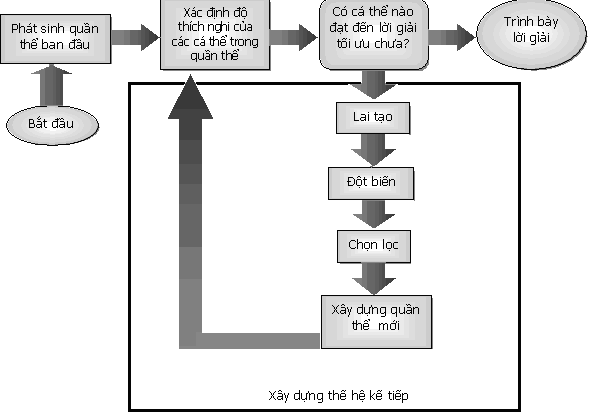 Phát sinh quần
thể ban đầu
Xác định độ
thích nghi của
các cá thể trong
quần thể
Có cá thể nào
đạt đến lời giải
tối ưu chưa?
Trình bày
lời giải
Bắt đầu
Lai tạo
Đột biến
Chọn lọc
Xây dựng quần
thể mới
Xây dựng thế hệ kế tiếp